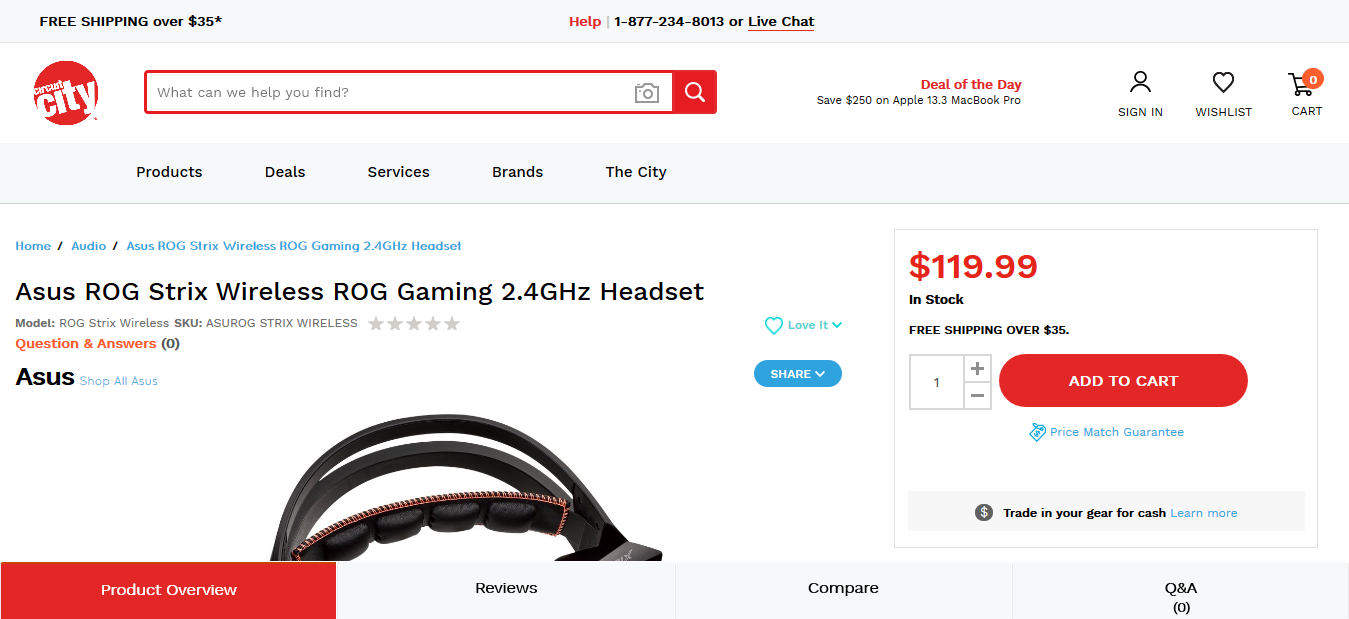 FREE SHIPPING over $35*
Help | 1-877-234-8013 or Live Chat
circuit city
What can we help you find?
Deal of the Day
Save $250 on Apple 13.3 MacBook Pro
SIGN IN
WISHLIST
0
CART
Products
Deals
Services
Brands
The City
Home / Audio / Asus ROG Strix Wireless ROG Gaming 2.4GHz Headset
Asus ROG Strix Wireless ROG Gaming 2.4GHz Headset
Model: ROG Strix Wireless SKU: ASUROG STRIX WIRELESS
Question & Answers (0)
Asus Shop All Asus
Love It
SHARE
$119.99
In Stock
FREE SHIPPING OVER $35.
1
+
−
ADD TO CART
Price Match Guarantee
$ Trade in your gear for cash Learn more
Product Overview
Reviews
Compare
Q&A
(0)